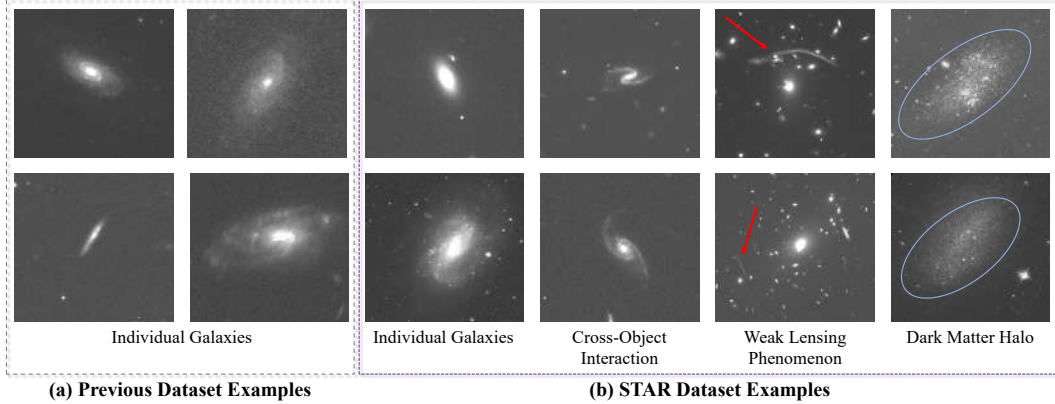 Individual Galaxies
Individual Galaxies
Cross-Object
Interaction
Weak Lensing
Phenomenon
Dark Matter Halo
(a) Previous Dataset Examples
(b) STAR Dataset Examples